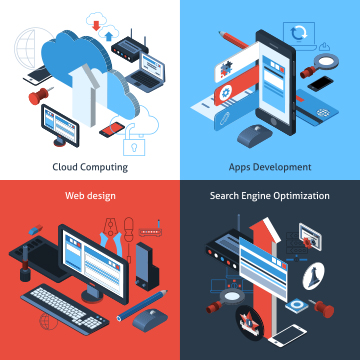 Cloud Computing
Apps Development
Web design
Search Engine Optimization